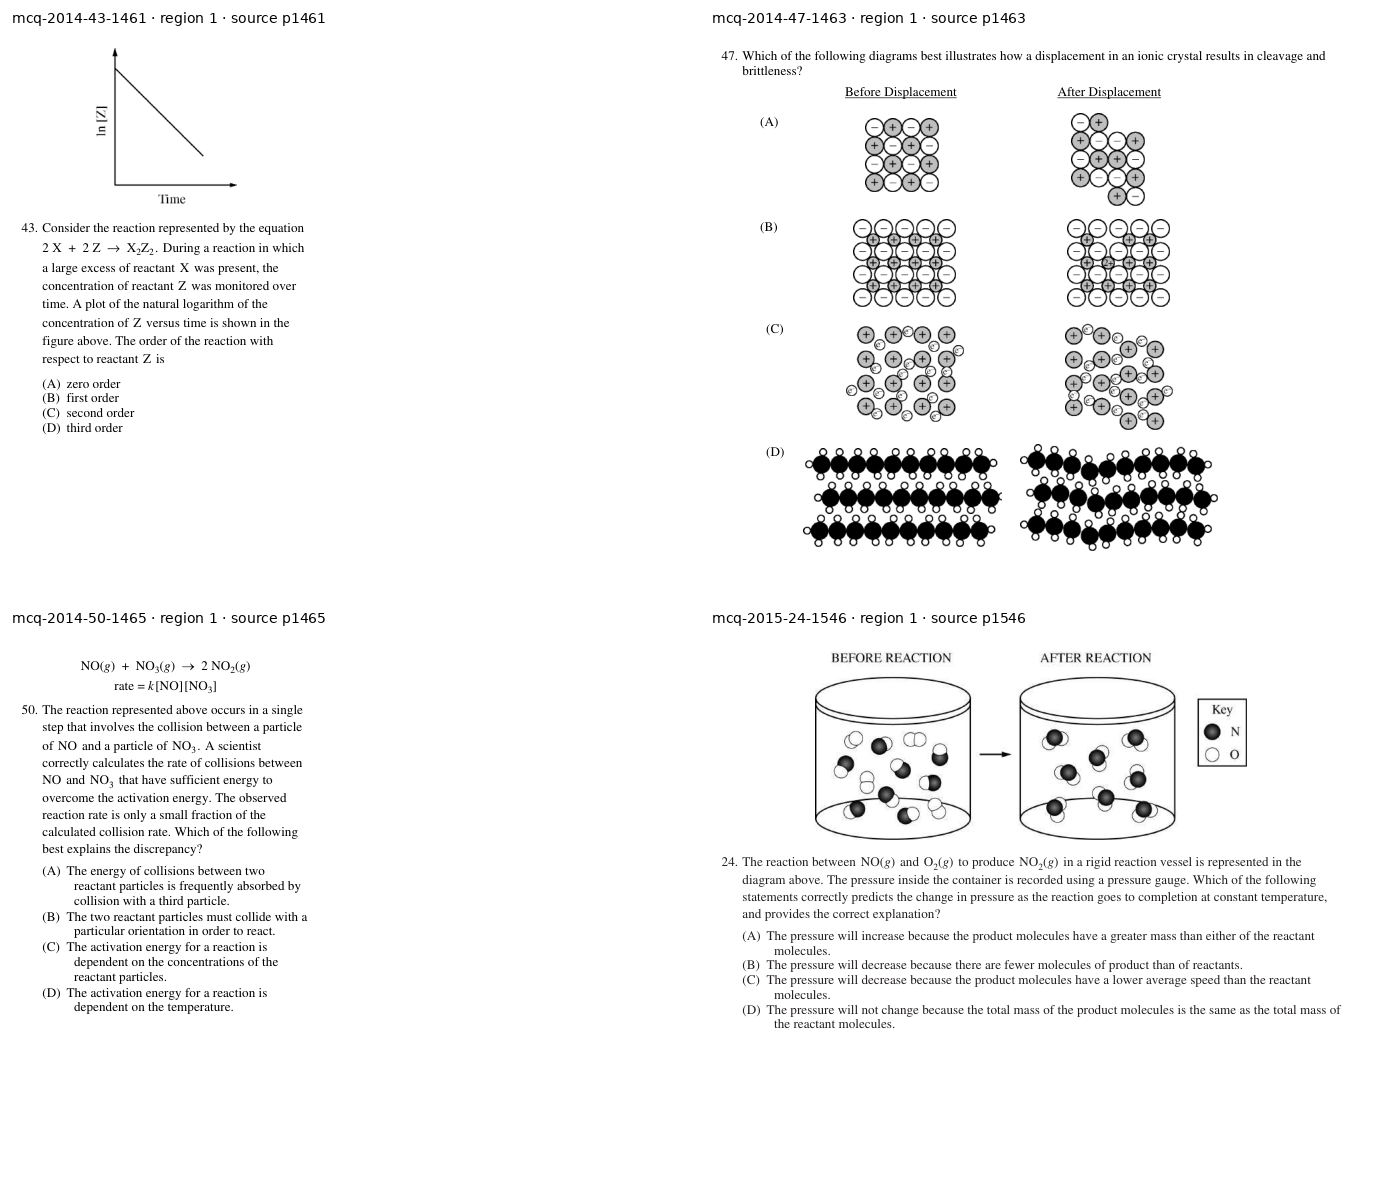 mcq-2014-43-1461 · region 1 · source p1461
ln [Z]
Time
43. Consider the reaction represented by the equation
2 X + 2 Z → X₂Z₂. During a reaction in which
a large excess of reactant X was present, the
concentration of reactant Z was monitored over
time. A plot of the natural logarithm of the
concentration of Z versus time is shown in the
figure above. The order of the reaction with
respect to reactant Z is
(A) zero order
(B) first order
(C) second order
(D) third order
mcq-2014-47-1463 · region 1 · source p1463
47. Which of the following diagrams best illustrates how a displacement in an ionic crystal results in cleavage and
brittleness?
Before Displacement After Displacement
(A)
(B)
(C)
(D)
mcq-2014-50-1465 · region 1 · source p1465
NO(g) + NO₃(g) → 2 NO₂(g)
rate = k[NO][NO₃]
50. The reaction represented above occurs in a single
step that involves the collision between a particle
of NO and a particle of NO₃. A scientist
correctly calculates the rate of collisions between
NO and NO₃ that have sufficient energy to
overcome the activation energy. The observed
reaction rate is only a small fraction of the
calculated collision rate. Which of the following
best explains the discrepancy?
(A) The energy of collisions between two
reactant particles is frequently absorbed by
collision with a third particle.
(B) The two reactant particles must collide with a
particular orientation in order to react.
(C) The activation energy for a reaction is
dependent on the concentrations of the
reactant particles.
(D) The activation energy for a reaction is
dependent on the temperature.
mcq-2015-24-1546 · region 1 · source p1546
BEFORE REACTION AFTER REACTION
Key
N
O
24. The reaction between NO(g) and O₂(g) to produce NO₂(g) in a rigid reaction vessel is represented in the
diagram above. The pressure inside the container is recorded using a pressure gauge. Which of the following
statements correctly predicts the change in pressure as the reaction goes to completion at constant temperature,
and provides the correct explanation?
(A) The pressure will increase because the product molecules have a greater mass than either of the reactant
molecules.
(B) The pressure will decrease because there are fewer molecules of product than of reactants.
(C) The pressure will decrease because the product molecules have a lower average speed than the reactant
molecules.
(D) The pressure will not change because the total mass of the product molecules is the same as the total mass of
the reactant molecules.